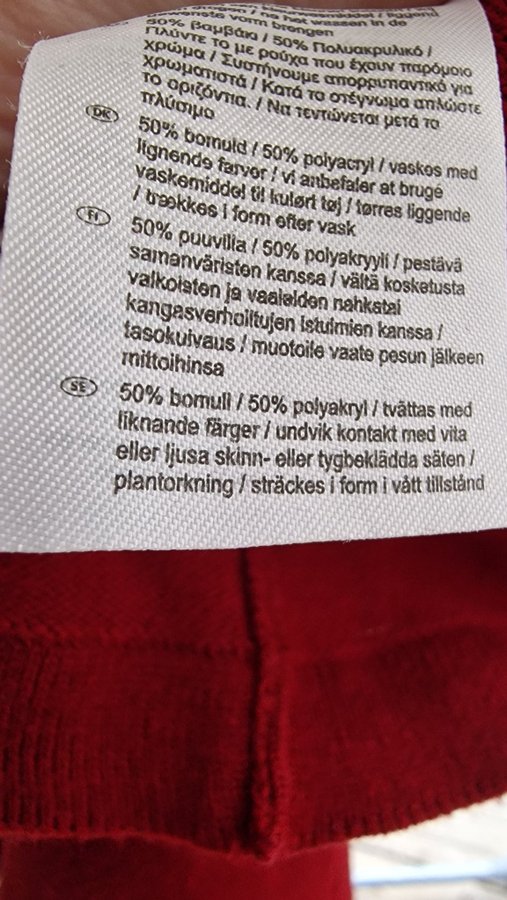 vorm brengen
50% Βαμβάκι / 50% Πολυακρυλικό /
Πλύντε το με ρούχα που έχουν παρόμοιο
χρώμα / Συστήνουμε απορρυπαντικό για
χρωματιστά / Κατά το στέγνωμα απλώστε
το οριζόντια. / Να τεντώνεται μετά το
πλύσιμο
DK 50% bomuld / 50% polyacryl / vaskes med
lignende farver / vi anbefaler at bruge
vaskemiddel til kulørt tøj / tørres liggende
/ trækkes i form efter vask
FI 50% puuvilla / 50% polyakryyli / pestävä
samanväristen kanssa / vältä kosketusta
valkoisten ja vaaleiden nahkstai
kangasverhoiltujen istuimien kanssa /
tasokuivaus / muotoile vaate pesun jälkeen
mittoihinsa
SE 50% bomull / 50% polyakryl / tvättas med
liknande färger / undvik kontakt med vita
eller ljusa skinn- eller tygbeklädda säten /
plantorkning / sträckes i form i vått tillstånd